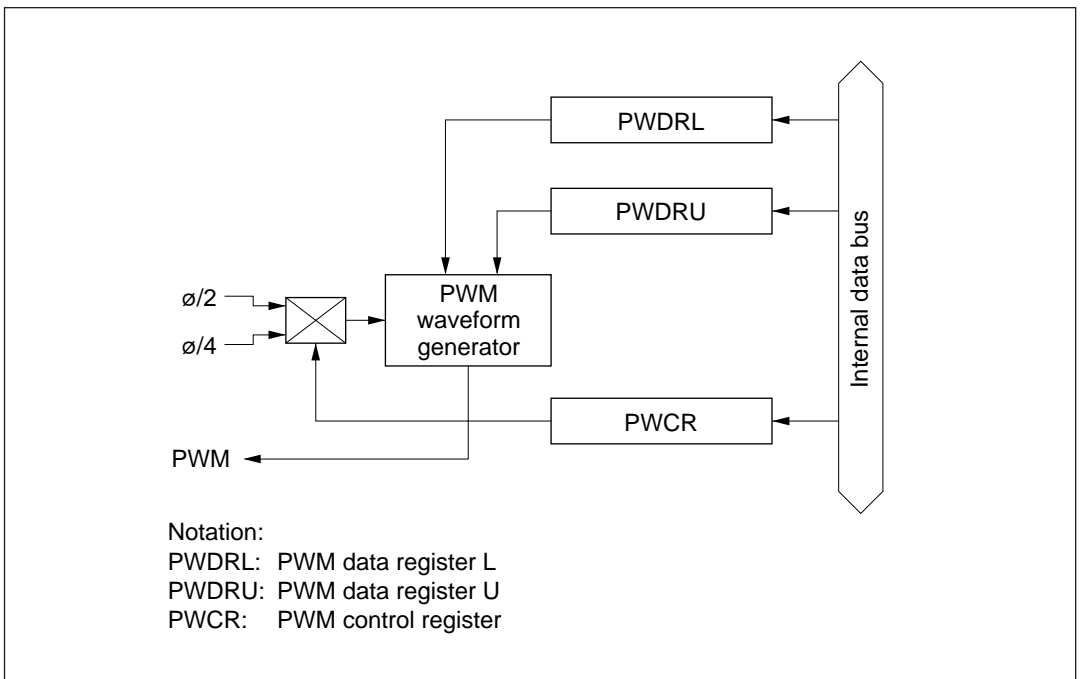 PWDRL
PWDRU
ø/2
ø/4
PWM
waveform
generator
Internal data bus
PWCR
PWM
Notation:
PWDRL: PWM data register L
PWDRU: PWM data register U
PWCR: PWM control register